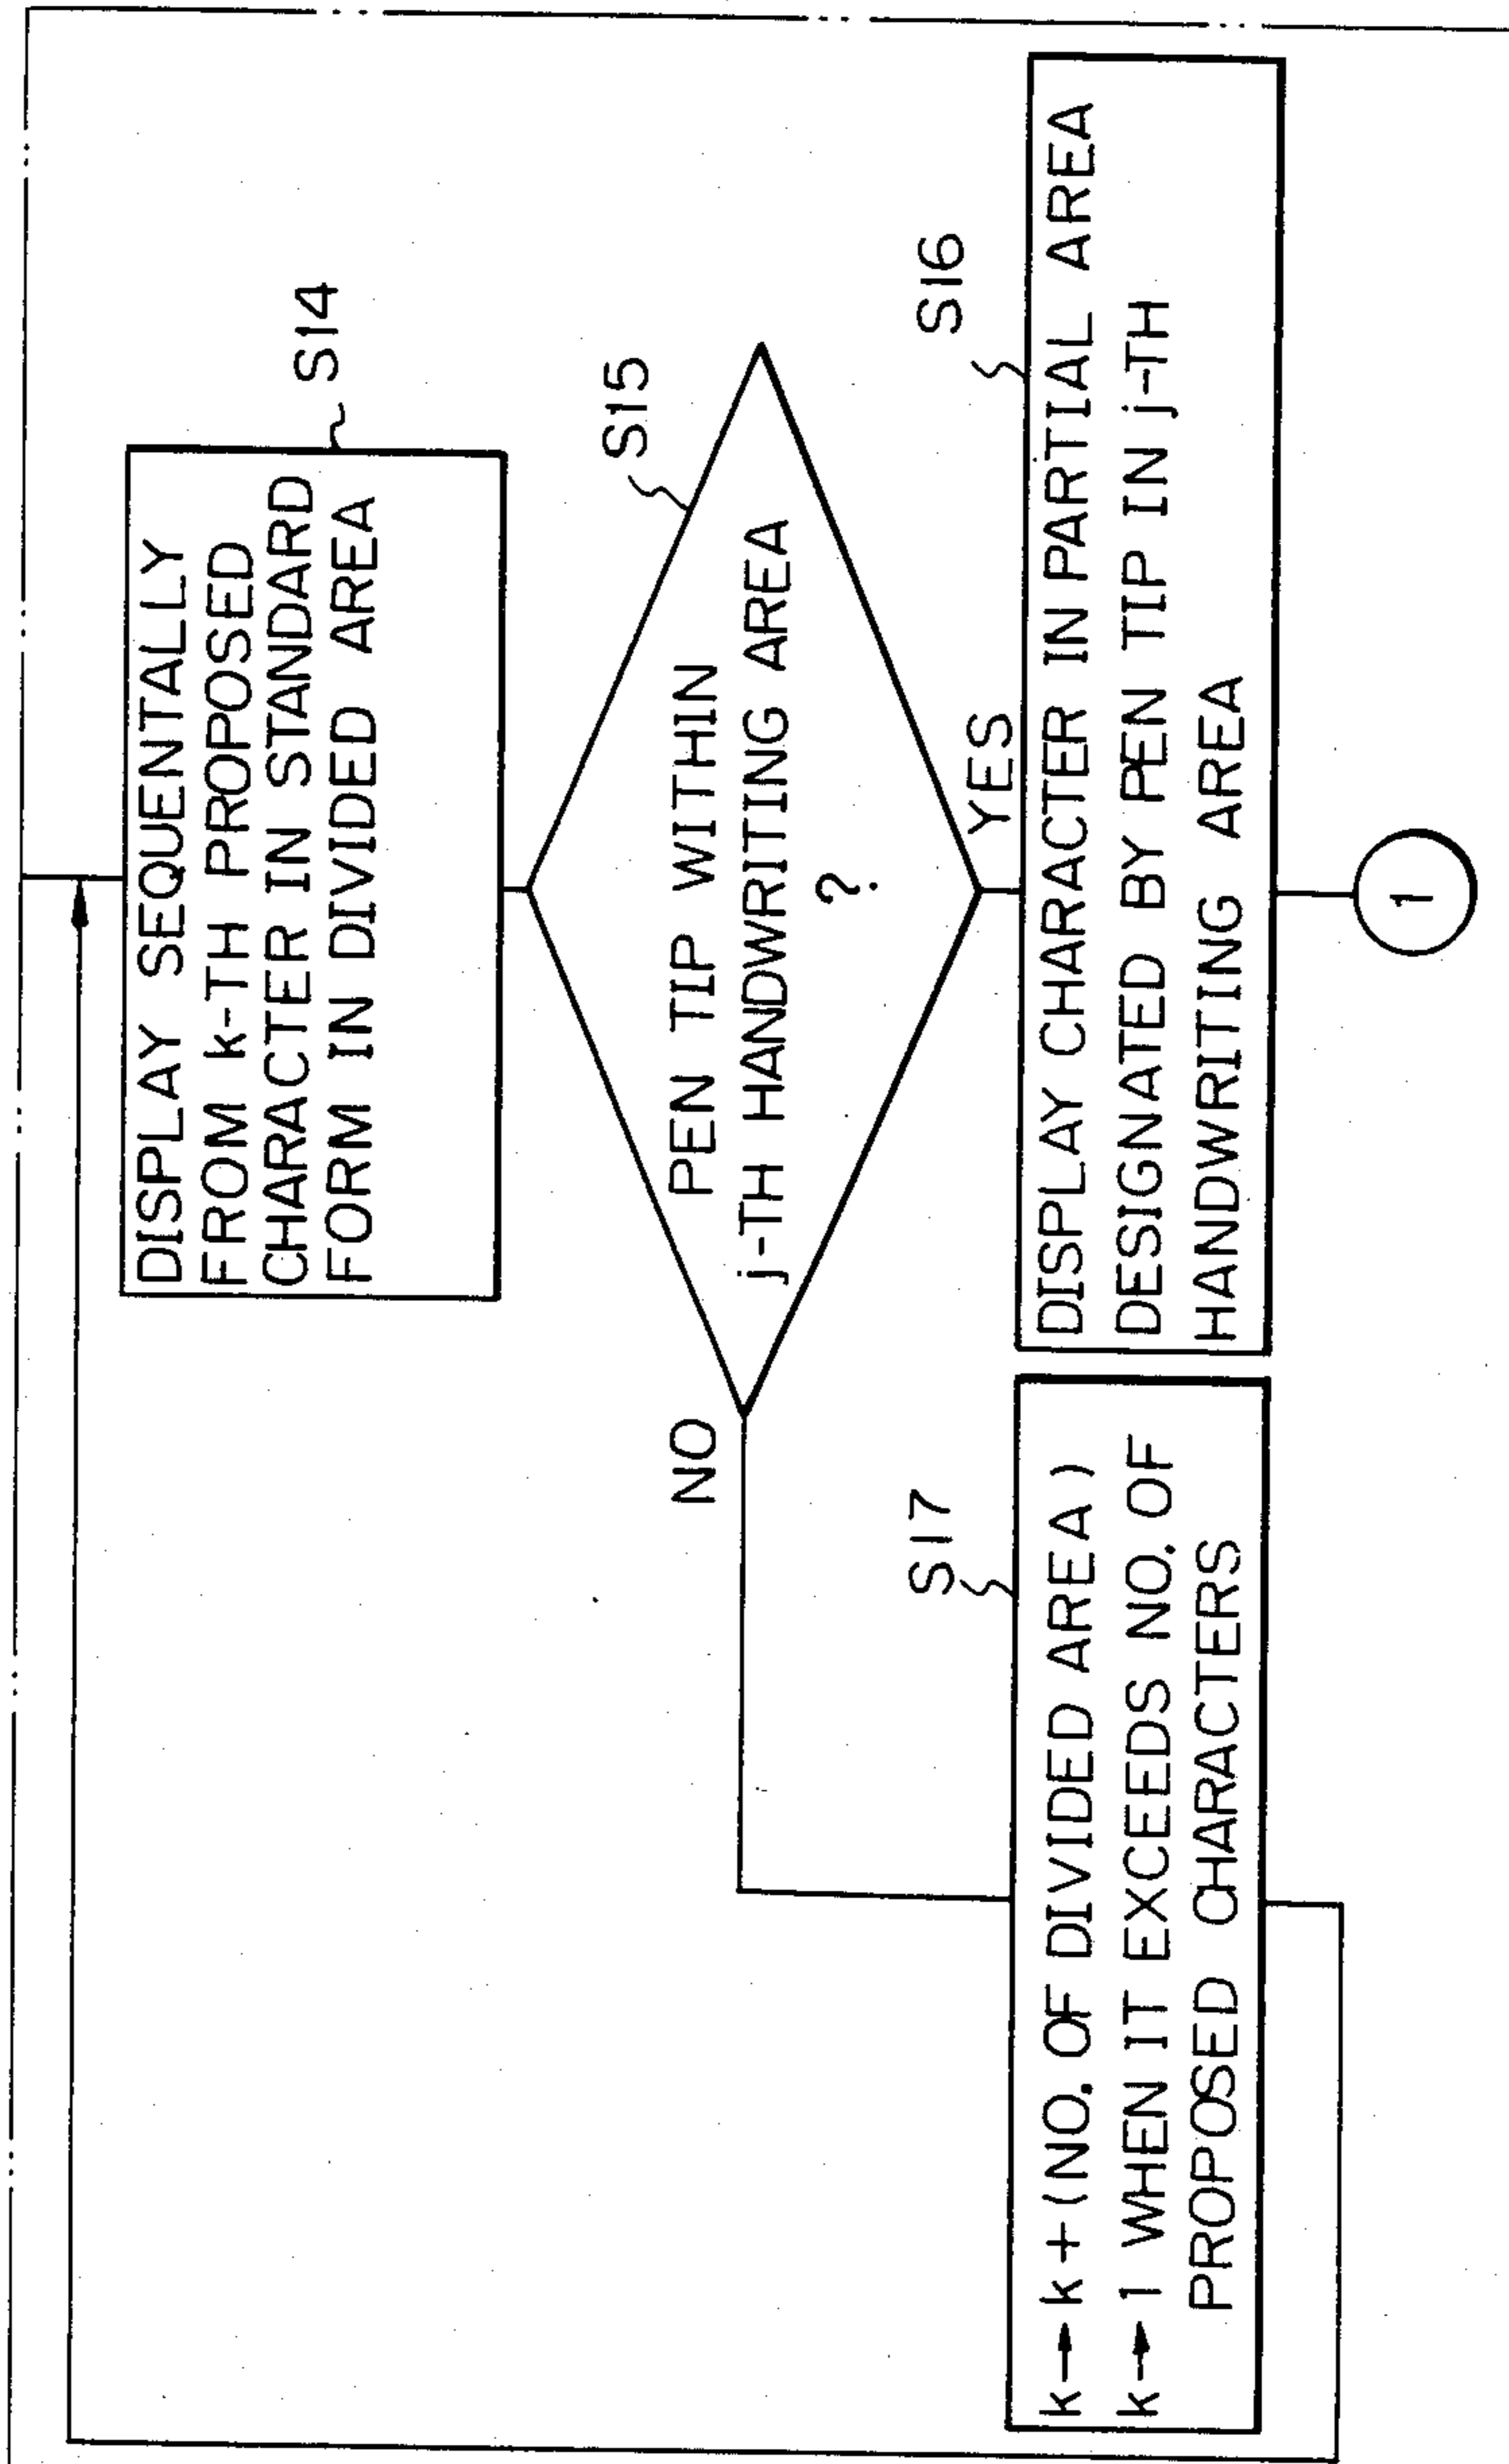 DISPLAY SEQUENTALLY
FROM k-TH PROPOSED
CHARACTER IN STANDARD
FORM IN DIVIDED AREA
S14
PEN TIP WITHIN
j-TH HANDWRITING AREA
?
S15
NO
YES
S17
k→k+(NO. OF DIVIDED AREA)
k→1 WHEN IT EXCEEDS NO. OF
PROPOSED CHARACTERS
S16
DISPLAY CHARACTER IN PARTIAL AREA
DESIGNATED BY PEN TIP IN j-TH
HANDWRITING AREA
1